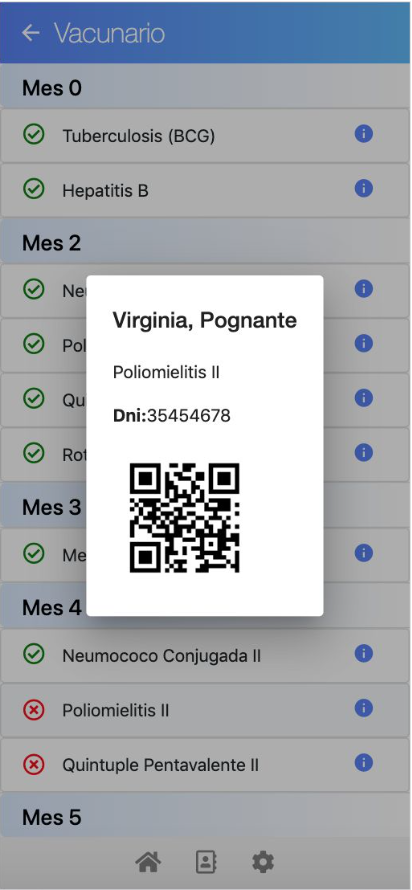 Vacunario
Mes 0
Tuberculosis (BCG)
Hepatitis B
Mes 2
Ne
Pol
Qu
Rot
Mes 3
Me
Mes 4
Virginia, Pognante
Poliomielitis II
Dni:35454678
Neumococo Conjugada II
Poliomielitis II
Quintuple Pentavalente II
Mes 5